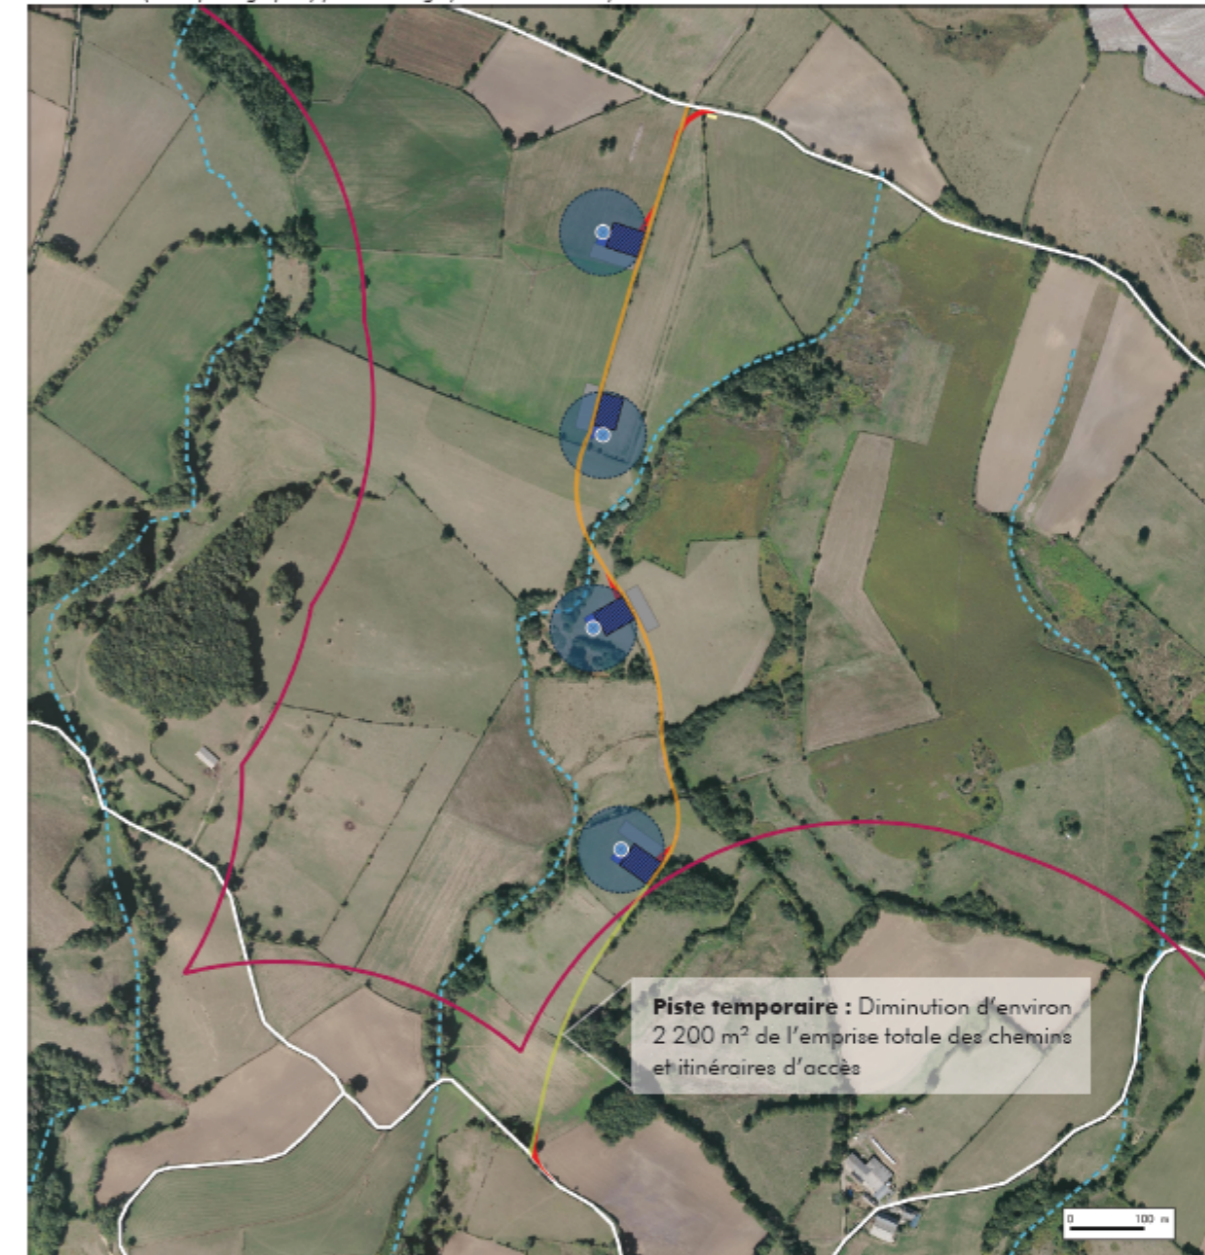 Piste temporaire : Diminution d'environ
2 200 m² de l'emprise totale des chemins
et itinéraires d'accès
0 100 m